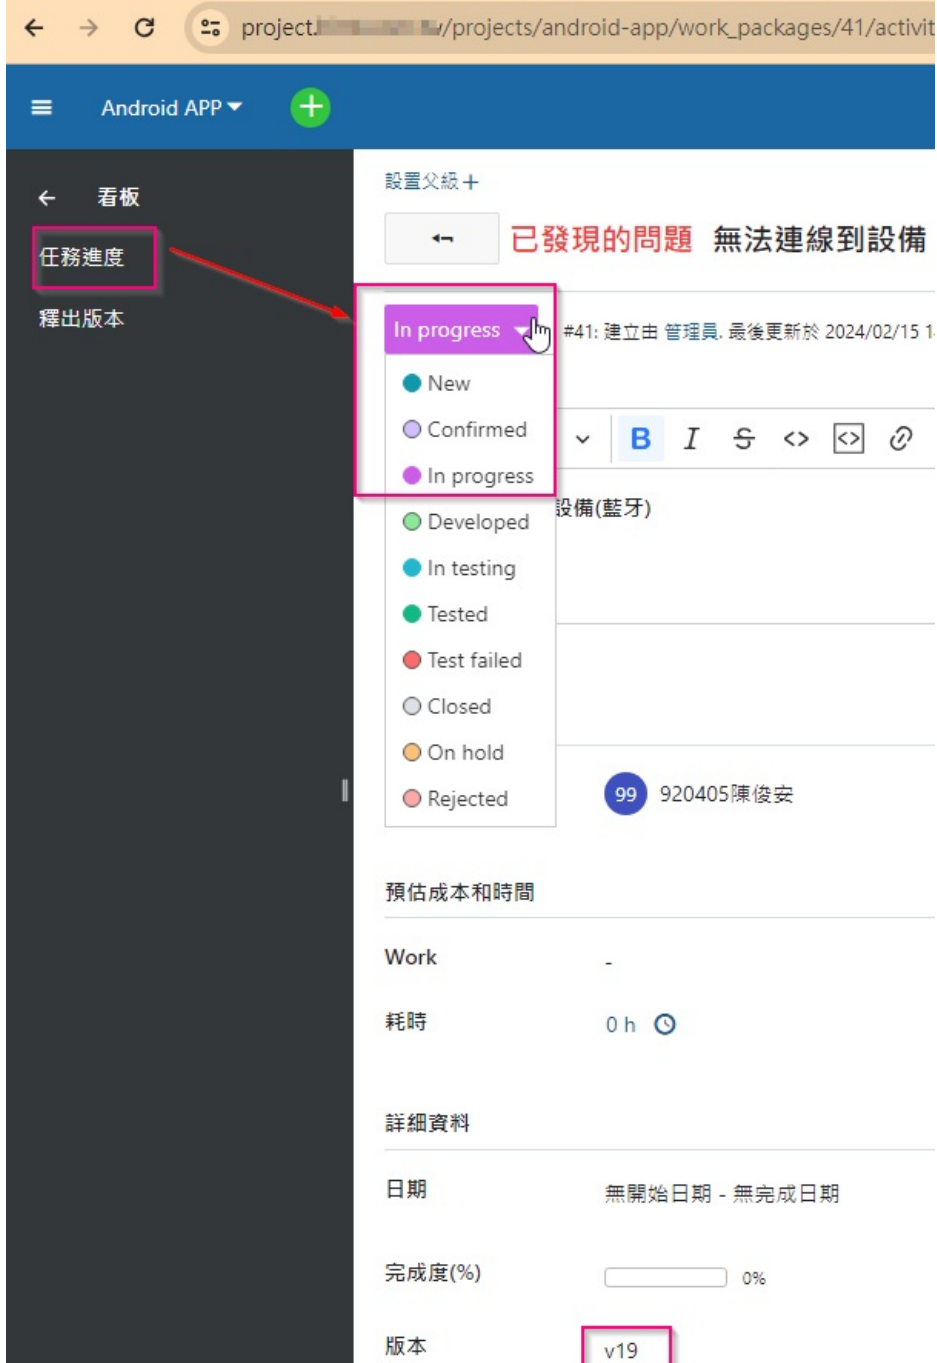 project.
/projects/android-app/work_packages/41/activit
Android APP
看板
任務進度
釋出版本
設置父級
已發現的問題 無法連線到設備
In progress
#41: 建立由 管理員. 最後更新於 2024/02/15 1
New
Confirmed
In progress
Developed
In testing
Tested
Test failed
Closed
On hold
Rejected
B I S <>
設備(藍牙)
99 920405陳俊安
預估成本和時間
Work -
耗時 0 h
詳細資料
日期 無開始日期 - 無完成日期
完成度(%) 0%
版本 v19